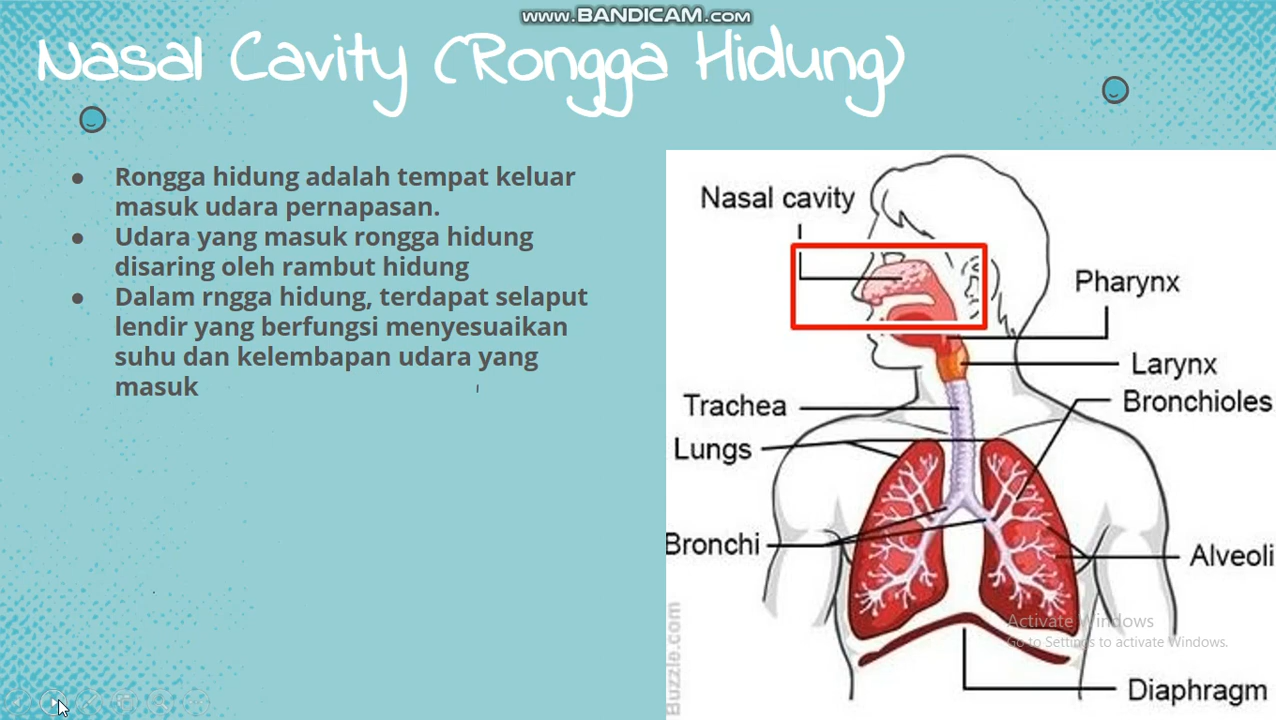 www.BANDICAM.com
Nasal Cavity (Rongga Hidung)
● Rongga hidung adalah tempat keluar
masuk udara pernapasan.
● Udara yang masuk rongga hidung
disaring oleh rambut hidung
● Dalam rngga hidung, terdapat selaput
lendir yang berfungsi menyesuaikan
suhu dan kelembapan udara yang
masuk
Nasal cavity
Pharynx
Larynx
Bronchioles
Trachea
Lungs
Bronchi
Alveoli
Diaphragm
Buzzle.com
Activate Windows
Go to Settings to activate Windows.